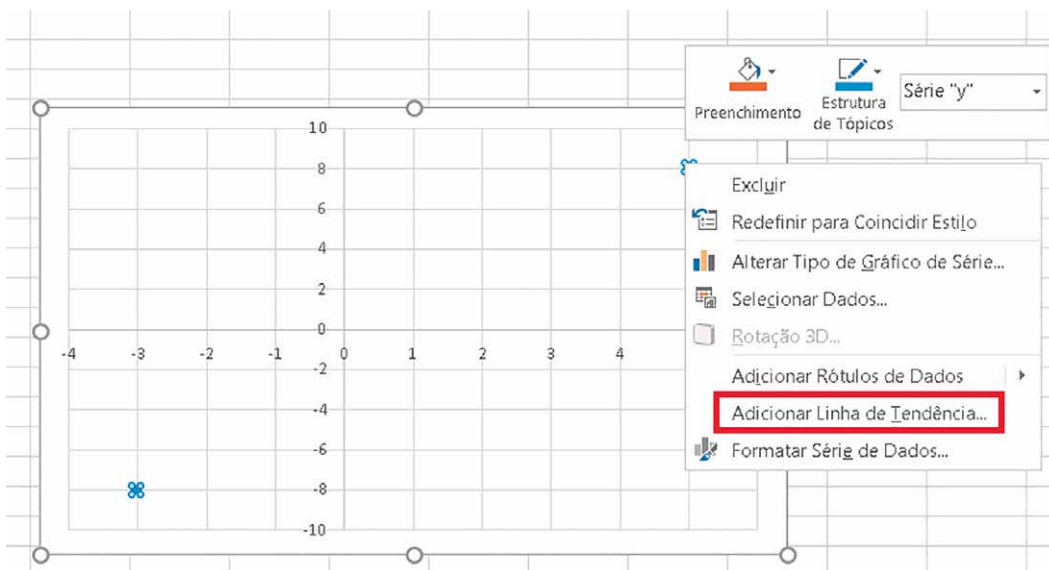 Preenchimento
Estrutura
de Tópicos
Série "y"
10
8
6
4
2
0
-4 -3 -2 -1 0 1 2 3 4
-2
-4
-6
-8
-10
Excluir
Redefinir para Coincidir Estilo
Alterar Tipo de Gráfico de Série...
Selecionar Dados...
Rotação 3D...
Adicionar Rótulos de Dados
Adicionar Linha de Tendência...
Formatar Série de Dados...